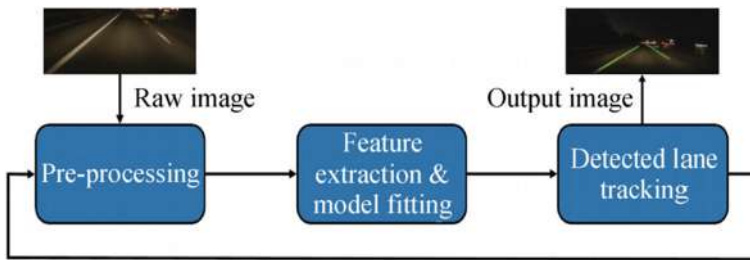 Raw image
Output image
Pre-processing
Feature
extraction &
model fitting
Detected lane
tracking